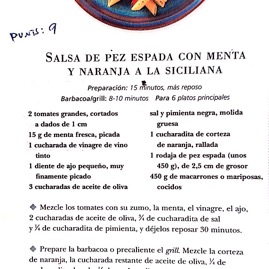 PUNTS: 9
SALSA DE PEZ ESPADA CON MENTA
Y NARANJA A LA SICILIANA
Preparación: 15 minutos, más reposo
Barbacoa/grill: 8-10 minutos Para 6 platos principales
2 tomates grandes, cortados
a dados de 1 cm
15 g de menta fresca, picada
1 cucharada de vinagre de vino
tinto
1 diente de ajo pequeño, muy
finamente picado
3 cucharadas de aceite de oliva
sal y pimienta negra, molida
gruesa
1 cucharadita de corteza
de naranja, rallada
1 rodaja de pez espada (unos
450 g), de 2,5 cm de grosor
450 g de macarrones o mariposas,
cocidos
Mezcle los tomates con su zumo, la menta, el vinagre, el ajo,
2 cucharadas de aceite de oliva, ¾ de cucharadita de sal
y ¼ de cucharadita de pimienta, y déjelos reposar 30 minutos.
Prepare la barbacoa o precaliente el grill. Mezcle la corteza
de naranja, la cucharada restante de aceite de oliva, ¼ de